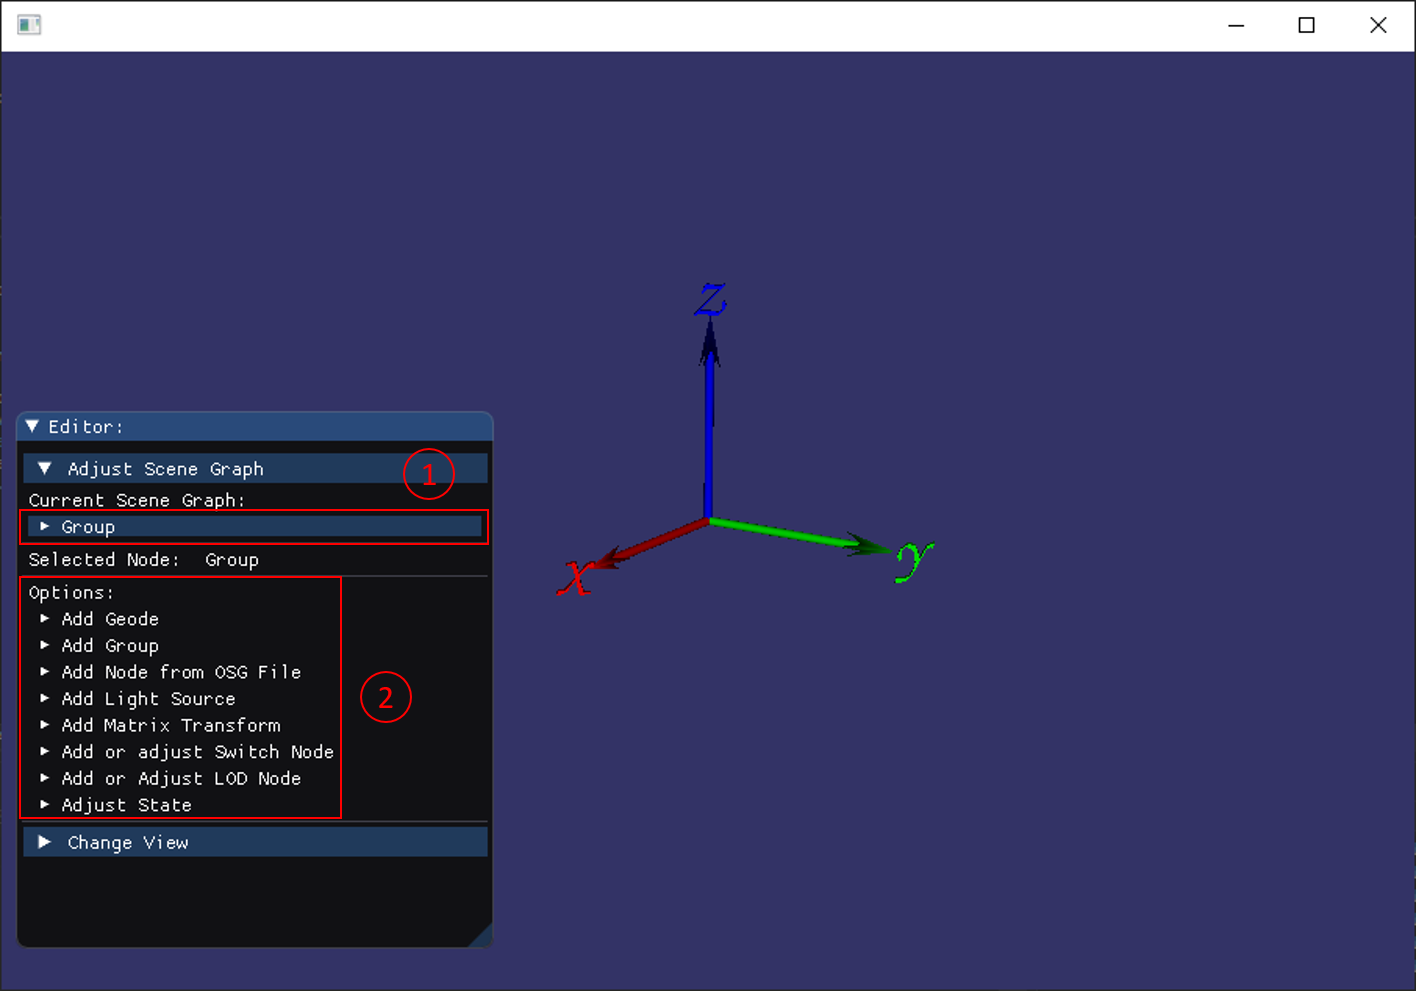 z
x
y
Editor:
Adjust Scene Graph
1
Current Scene Graph:
Group
Selected Node: Group
Options:
Add Geode
Add Group
Add Node from OSG File
Add Light Source
2
Add Matrix Transform
Add or adjust Switch Node
Add or Adjust LOD Node
Adjust State
Change View